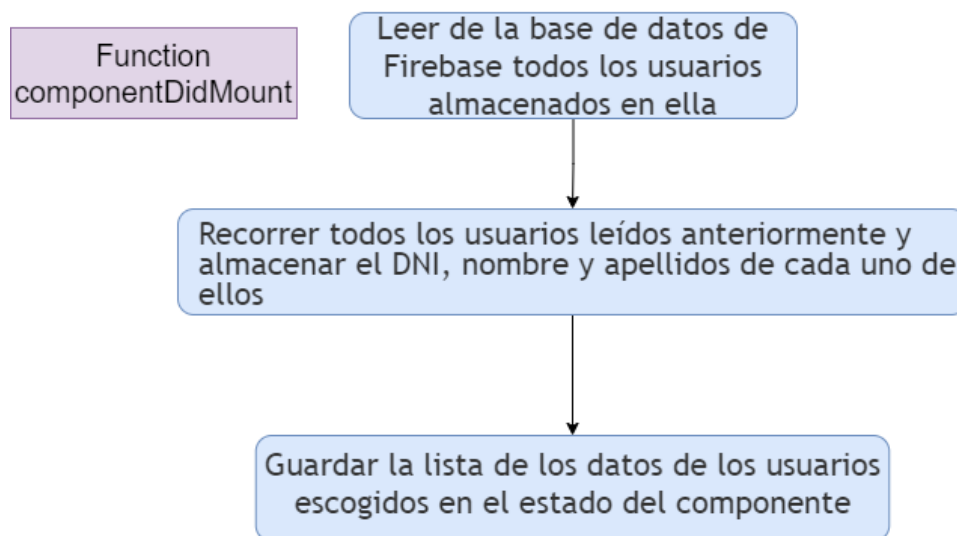 Function
componentDidMount
Leer de la base de datos de
Firebase todos los usuarios
almacenados en ella
Recorrer todos los usuarios leídos anteriormente y
almacenar el DNI, nombre y apellidos de cada uno de
ellos
Guardar la lista de los datos de los usuarios
escogidos en el estado del componente